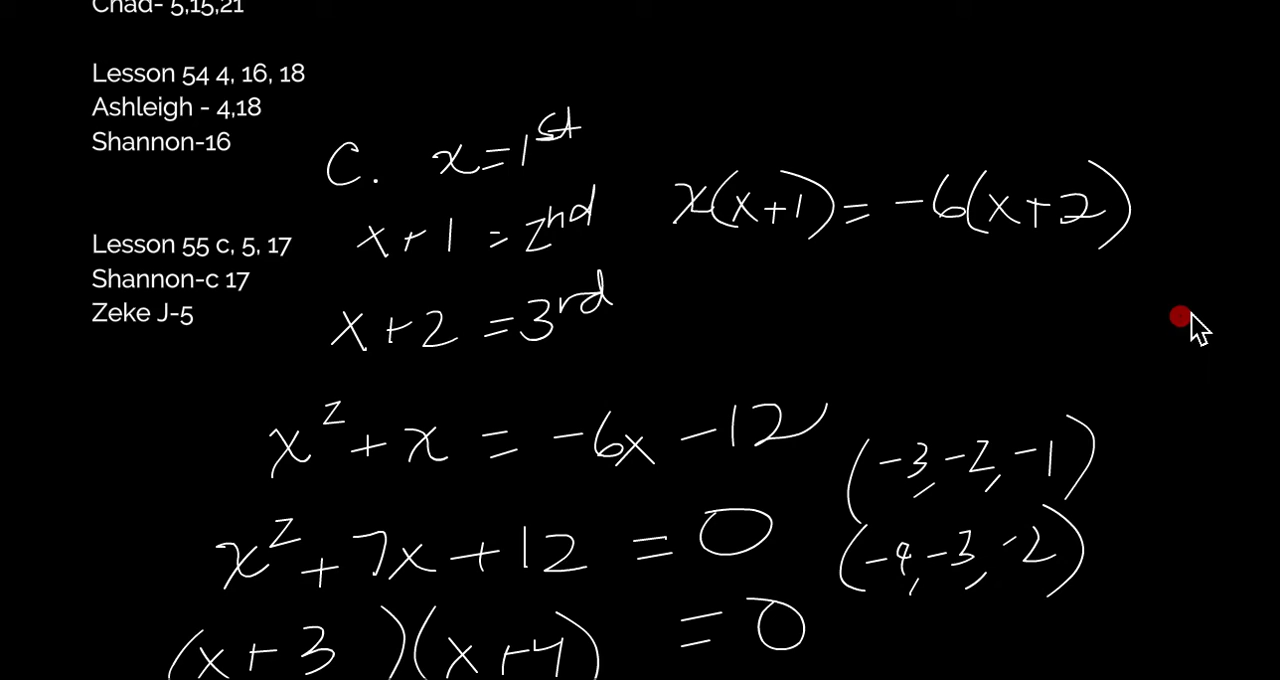 Chad- 5,15,21
Lesson 54 4, 16, 18
Ashleigh - 4,18
Shannon-16
Lesson 55 c, 5, 17
Shannon-c 17
Zeke J-5
C. x=1st
x+1=2nd
x+2=3rd
x(x+1)=-6(x+2)
x²+x=-6x-12
x²+7x+12=0
(x+3)(x+4)=0
(-3,-2,-1)
(-4,-3,-2)